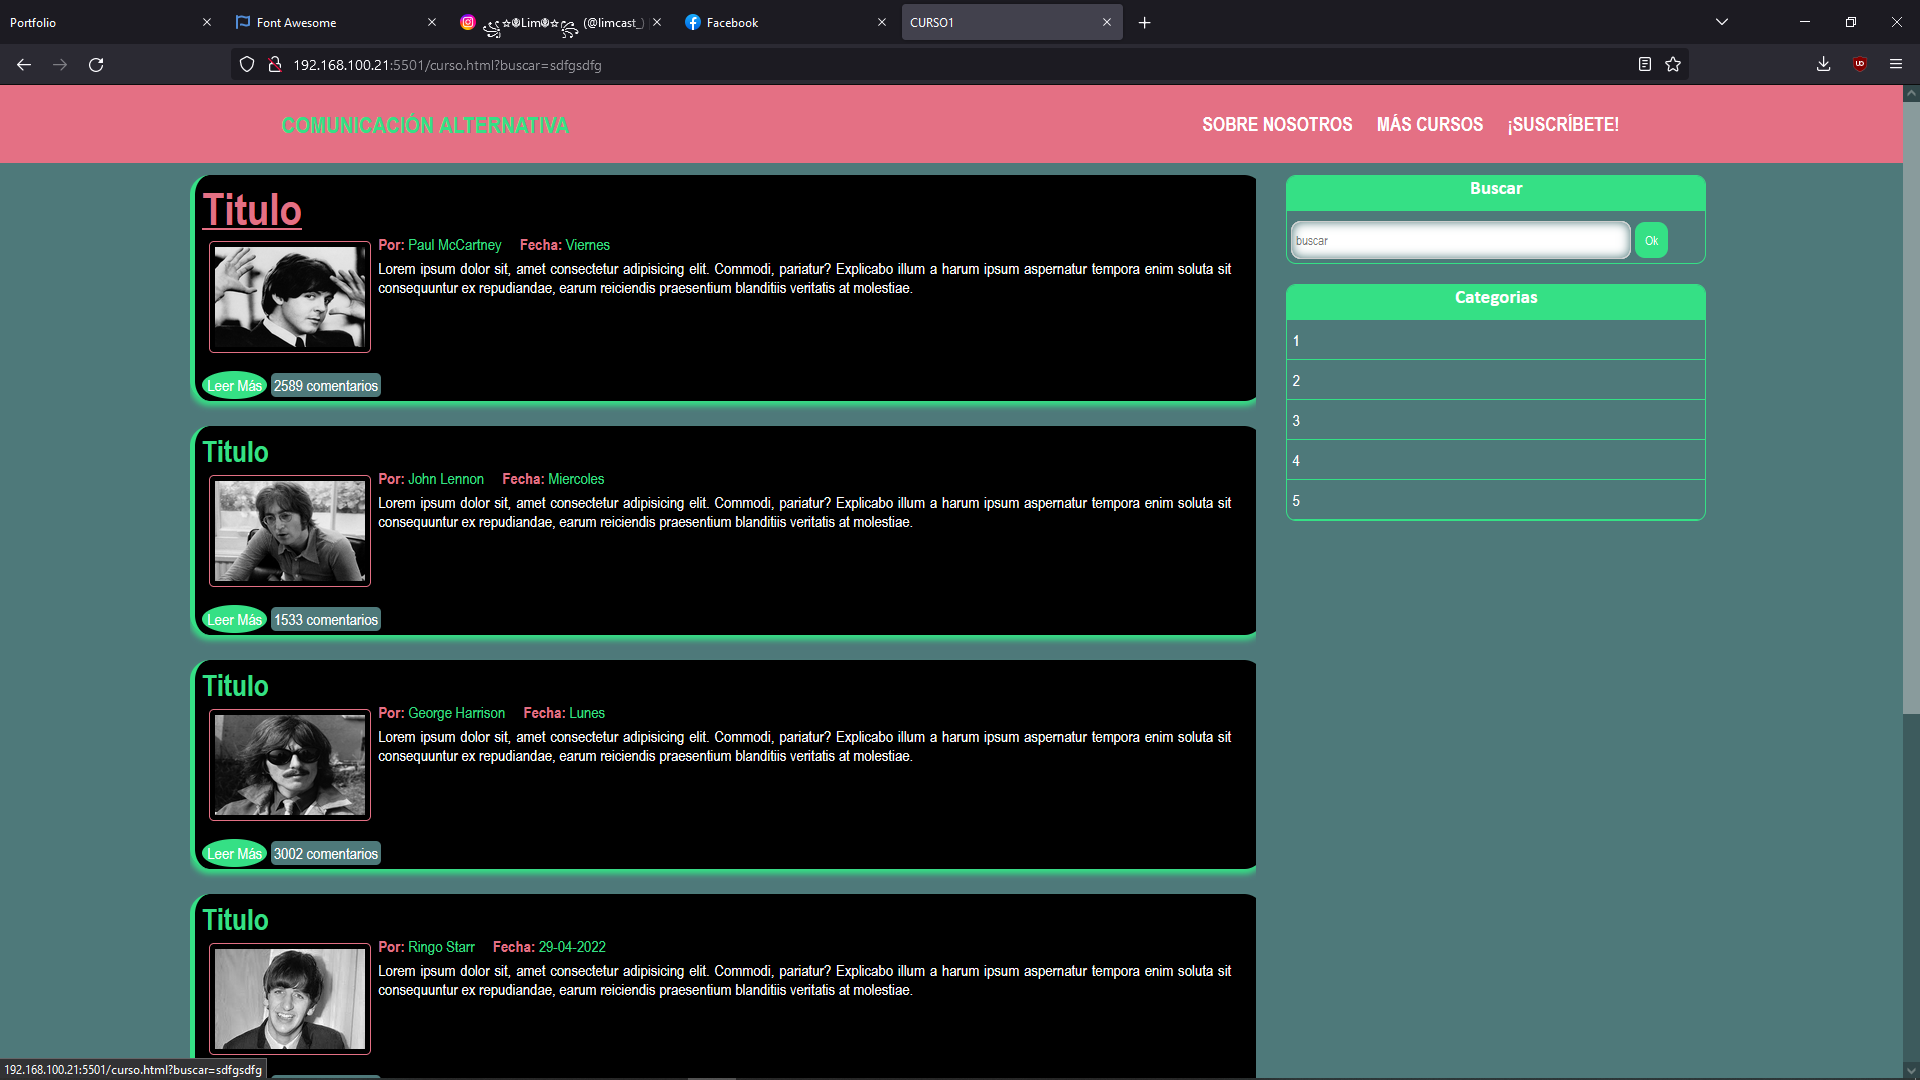 Portfolio
Font Awesome
꧁☆☬Lim☬☆꧂ (@limcast_)
Facebook
CURSO1
192.168.100.21:5501/curso.html?buscar=sdfgsdfg
COMUNICACIÓN ALTERNATIVA
SOBRE NOSOTROS
MÁS CURSOS
¡SUSCRÍBETE!
Titulo
Por: Paul McCartney Fecha: Viernes
Lorem ipsum dolor sit, amet consectetur adipisicing elit. Commodi, pariatur? Explicabo illum a harum ipsum aspernatur tempora enim soluta sit
consequuntur ex repudiandae, earum reiciendis praesentium blanditiis veritatis at molestiae.
Leer Más 2589 comentarios
Titulo
Por: John Lennon Fecha: Miercoles
Lorem ipsum dolor sit, amet consectetur adipisicing elit. Commodi, pariatur? Explicabo illum a harum ipsum aspernatur tempora enim soluta sit
consequuntur ex repudiandae, earum reiciendis praesentium blanditiis veritatis at molestiae.
Leer Más 1533 comentarios
Titulo
Por: George Harrison Fecha: Lunes
Lorem ipsum dolor sit, amet consectetur adipisicing elit. Commodi, pariatur? Explicabo illum a harum ipsum aspernatur tempora enim soluta sit
consequuntur ex repudiandae, earum reiciendis praesentium blanditiis veritatis at molestiae.
Leer Más 3002 comentarios
Titulo
Por: Ringo Starr Fecha: 29-04-2022
Lorem ipsum dolor sit, amet consectetur adipisicing elit. Commodi, pariatur? Explicabo illum a harum ipsum aspernatur tempora enim soluta sit
consequuntur ex repudiandae, earum reiciendis praesentium blanditiis veritatis at molestiae.
Buscar
buscar
Ok
Categorias
1
2
3
4
5
192.168.100.21:5501/curso.html?buscar=sdfgsdfg